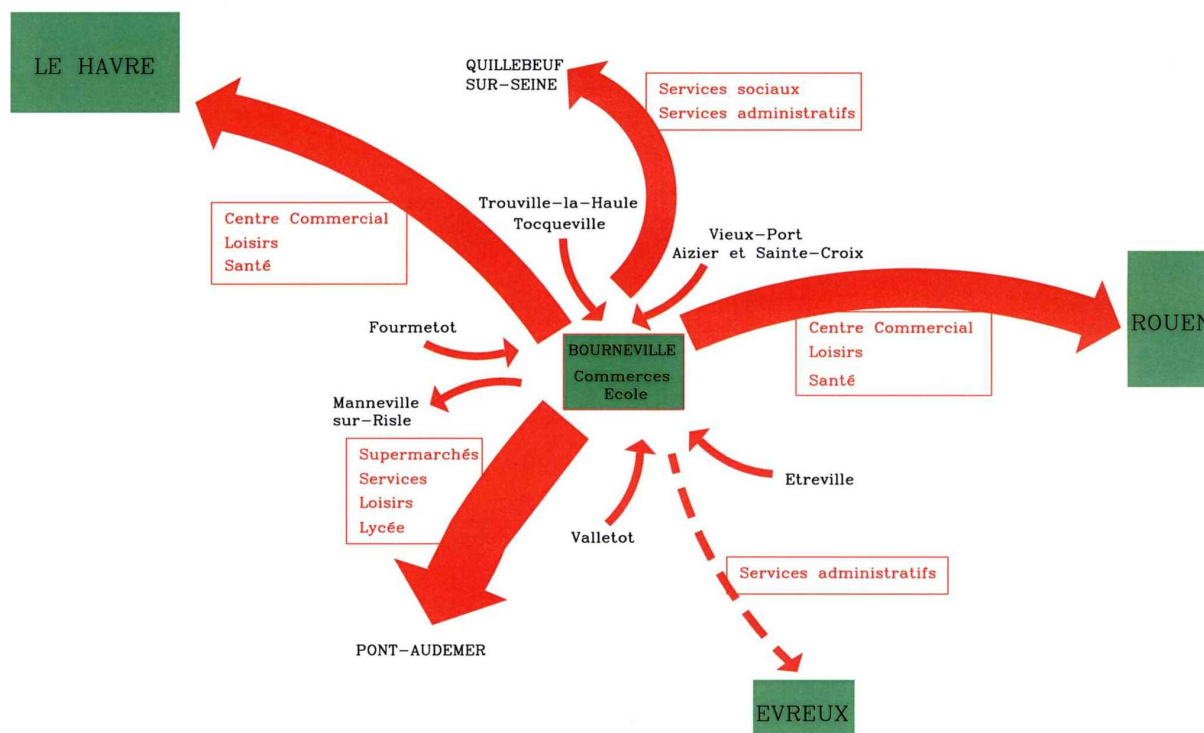 LE HAVRE
QUILLEBEUF
SUR-SEINE
Services sociaux
Services administratifs
Centre Commercial
Loisirs
Santé
Trouville-la-Haule
Tocqueville
Vieux-Port
Aizier et Sainte-Croix
ROUEN
Centre Commercial
Loisirs
Santé
Fourmetot
BOURNEVILLE
Commerces
Ecole
Manneville
sur-Risle
Supermarchés
Services
Loisirs
Lycée
Etreville
Valletot
Services administratifs
PONT-AUDEMER
EVREUX